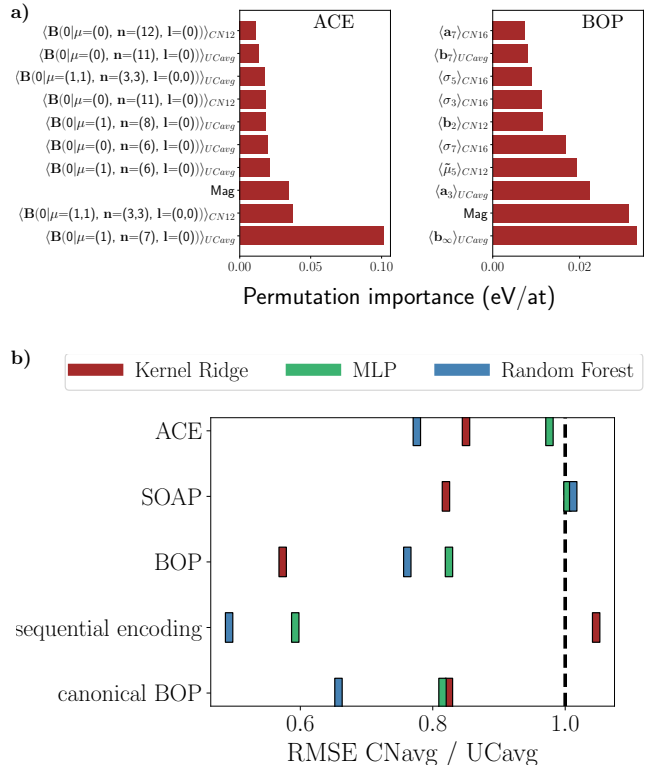 a)
ACE
⟨B(0|μ=(0), n=(12), l=(0))⟩CN12
⟨B(0|μ=(0), n=(11), l=(0))⟩UCavg
⟨B(0|μ=(1,1), n=(3,3), l=(0,0))⟩UCavg
⟨B(0|μ=(0), n=(11), l=(0))⟩CN12
⟨B(0|μ=(1), n=(8), l=(0))⟩UCavg
⟨B(0|μ=(0), n=(6), l=(0))⟩UCavg
⟨B(0|μ=(1), n=(6), l=(0))⟩UCavg
Mag
⟨B(0|μ=(1,1), n=(3,3), l=(0,0))⟩CN12
⟨B(0|μ=(1), n=(7), l=(0))⟩UCavg
0.00 0.05 0.10
BOP
⟨a₇⟩CN16
⟨b₇⟩UCavg
⟨σ₅⟩CN16
⟨σ₃⟩CN16
⟨b₂⟩CN12
⟨σ₇⟩CN16
⟨μ̃₅⟩CN12
⟨a₃⟩UCavg
Mag
⟨b∞⟩UCavg
0.00 0.02
Permutation importance (eV/at)
b)
Kernel Ridge MLP Random Forest
ACE
SOAP
BOP
sequential encoding
canonical BOP
0.6 0.8 1.0
RMSE CNavg / UCavg